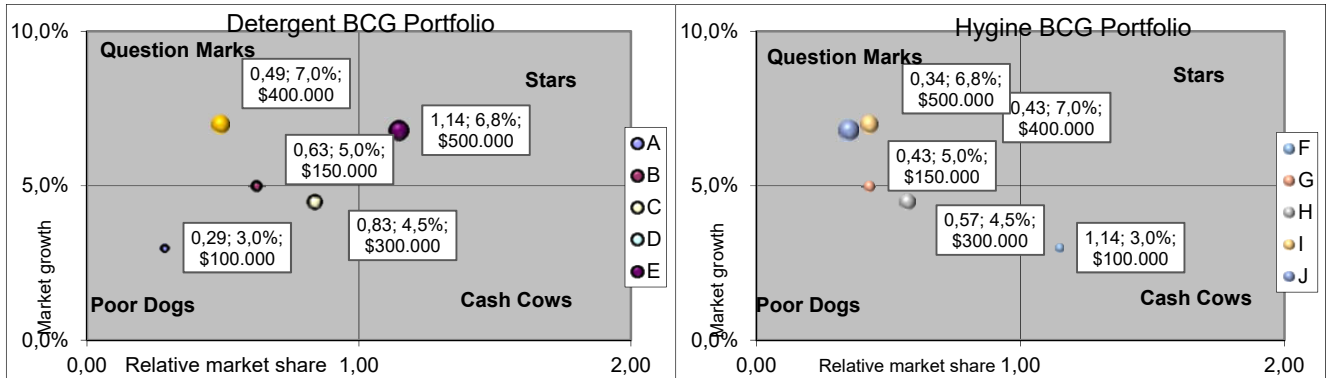 Detergent BCG Portfolio
10,0%
Question Marks
Stars
0,49; 7,0%;
$400.000
1,14; 6,8%;
$500.000
0,63; 5,0%;
$150.000
5,0%
0,83; 4,5%;
$300.000
0,29; 3,0%;
$100.000
Market growth
Poor Dogs
Cash Cows
0,0%
0,00
Relative market share
1,00
2,00
A
B
C
D
E
Hygine BCG Portfolio
10,0%
Question Marks
Stars
0,34; 6,8%;
$500.000
0,43; 7,0%;
$400.000
0,43; 5,0%;
$150.000
5,0%
0,57; 4,5%;
$300.000
1,14; 3,0%;
$100.000
Market growth
Poor Dogs
Cash Cows
0,0%
0,00
Relative market share
1,00
2,00
F
G
H
I
J